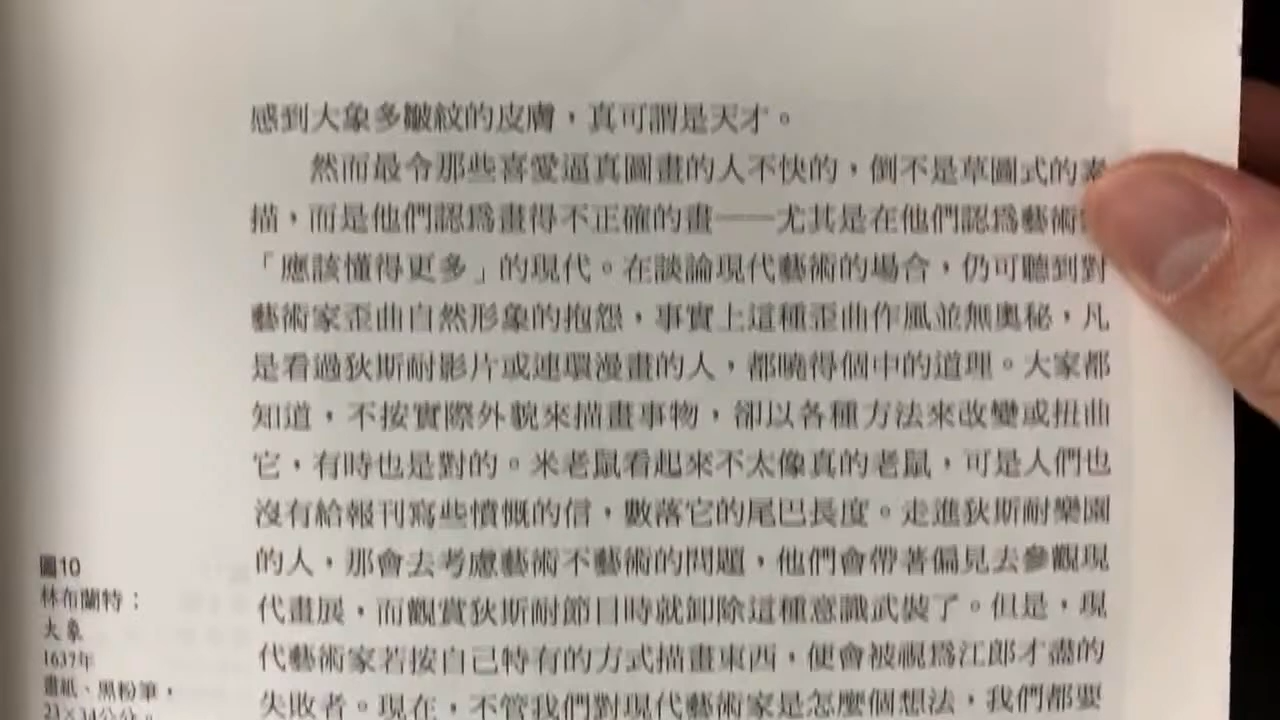 感到大象多皺紋的皮膚，真可謂是天才。
然而最令那些喜愛逼真圖畫的人不快的，倒不是草圖式的素
描，而是他們認爲畫得不正確的畫——尤其是在他們認爲藝術
「應該懂得更多」的現代。在談論現代藝術的場合，仍可聽到對
藝術家歪曲自然形象的抱怨，事實上這種歪曲作風並無奧秘，凡
是看過狄斯耐影片或連環漫畫的人，都曉得個中的道理。大家都
知道，不按實際外貌來描畫事物，卻以各種方法來改變或扭曲
它，有時也是對的。米老鼠看起來不太像真的老鼠，可是人們也
沒有給報刊寫些憤慨的信，數落它的尾巴長度。走進狄斯耐樂園
的人，那會去考慮藝術不藝術的問題，他們會帶著偏見去參觀現
代畫展，而觀賞狄斯耐節目時就卸除這種意識武裝了。但是，現
代藝術家若按自己特有的方式描畫東西，便會被視爲江郎才盡的
失敗者。現在，不管我們對現代藝術家是怎麼個想法，我們都要
圖10
林布蘭特：
大象
1637年
畫紙、黑粉筆，
23×34公分。